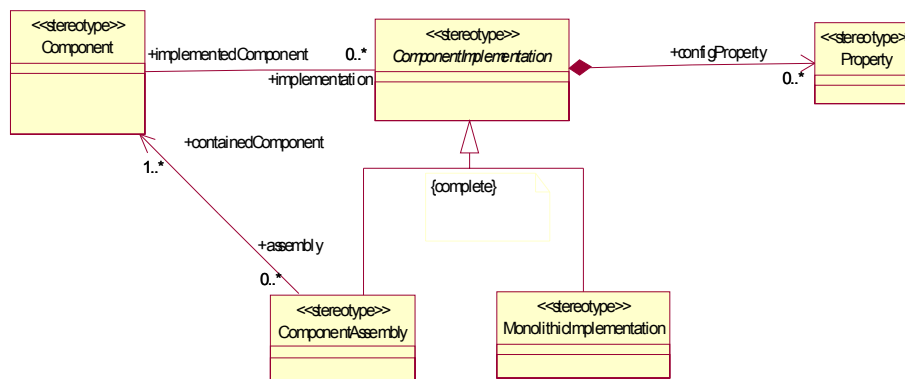 <<stereotype>>
Component
+implementedComponent
0..*
+implementation
<<stereotype>>
ComponentImplementation
+configProperty
0..*
<<stereotype>>
Property
+containedComponent
1..*
{complete}
+assembly
0..*
<<stereotype>>
ComponentAssembly
<<stereotype>>
MonolithicImplementation